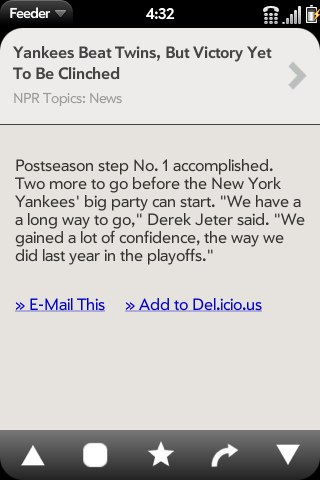 Feeder 4:32
Yankees Beat Twins, But Victory Yet
To Be Clinched
NPR Topics: News
Postseason step No. 1 accomplished.
Two more to go before the New York
Yankees' big party can start. "We have a
a long way to go," Derek Jeter said. "We
gained a lot of confidence, the way we
did last year in the playoffs."
» E-Mail This » Add to Del.icio.us